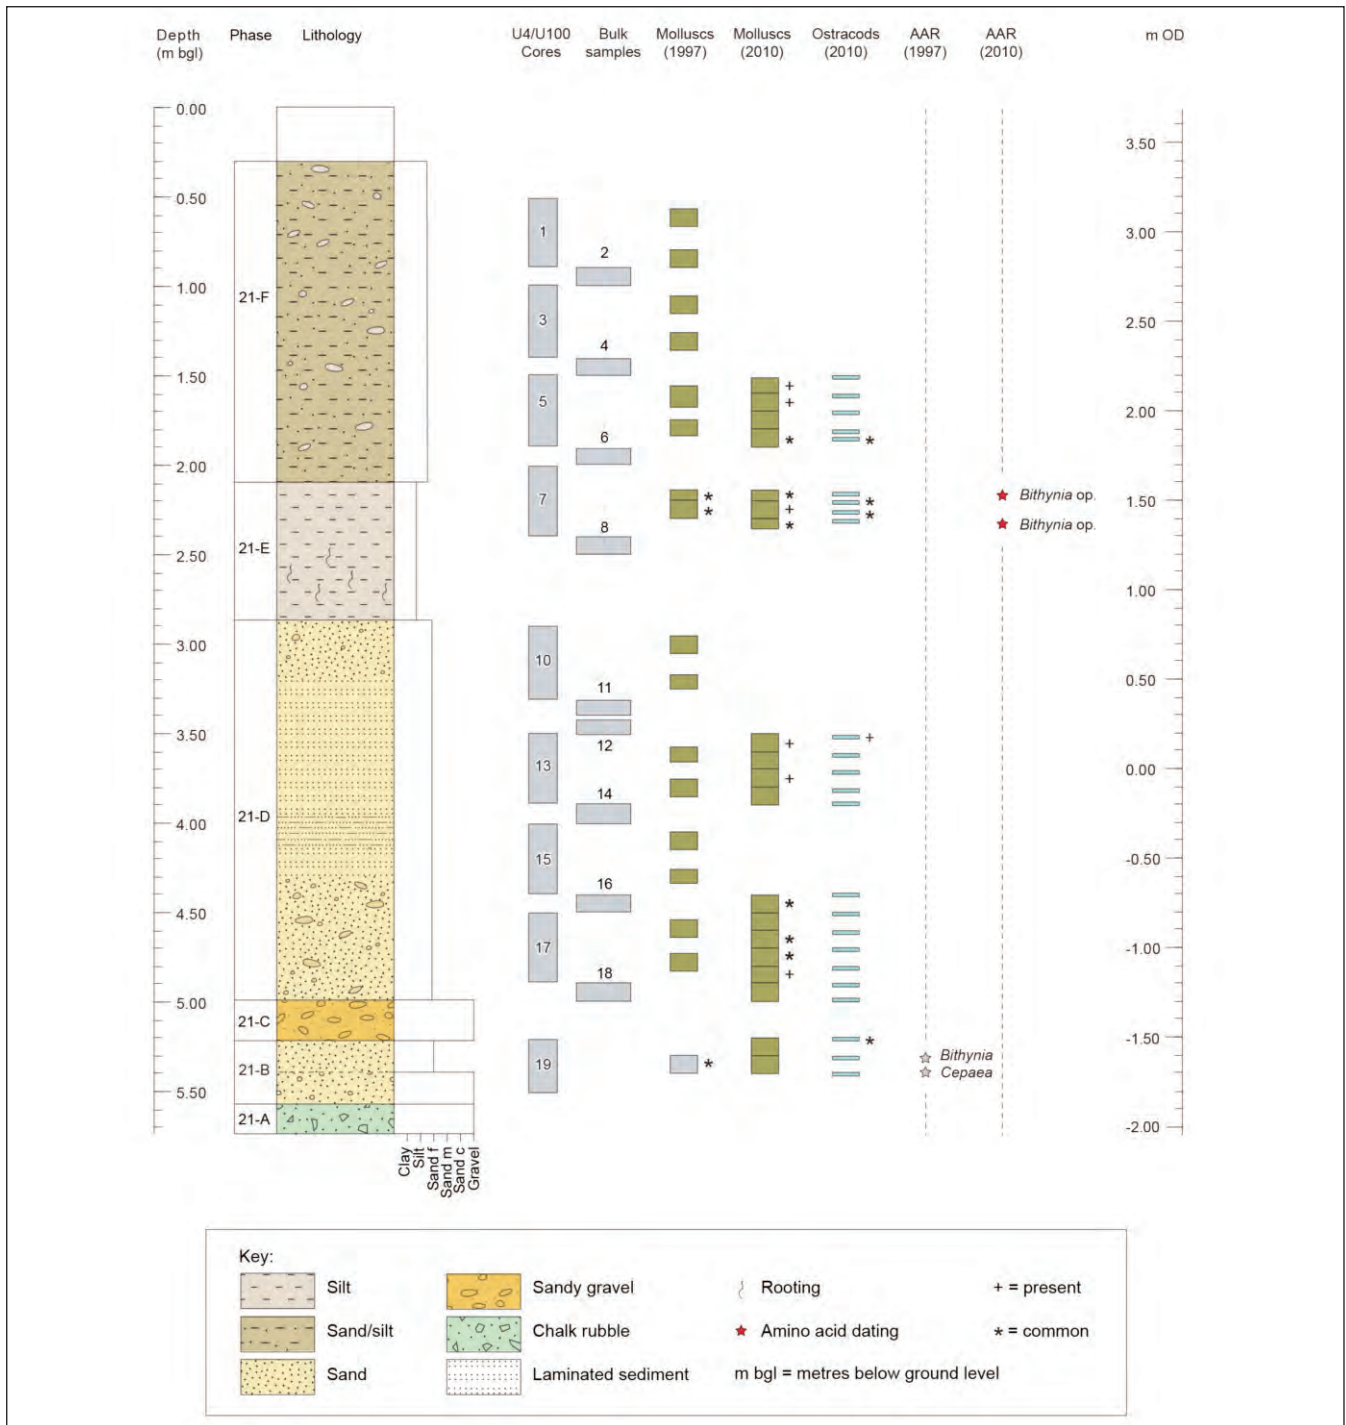 Depth
(m bgl)
Phase
Lithology
U4/U100
Cores
Bulk
samples
Molluscs
(1997)
Molluscs
(2010)
Ostracods
(2010)
AAR
(1997)
AAR
(2010)
m OD
0.00
0.50
1.00
1.50
2.00
2.50
3.00
3.50
4.00
4.50
5.00
5.50
21-F
21-E
21-D
21-C
21-B
21-A
Clay
Silt
Sand f
Sand m
Sand c
Gravel
1
3
5
7
10
13
15
17
19
2
4
6
8
11
12
14
16
18
*
*
+
+
*
*
+
*
+
+
*
*
*
+
*
*
*
*
+
*
Bithynia
Cepaea
Bithynia op.
Bithynia op.
3.50
3.00
2.50
2.00
1.50
1.00
0.50
0.00
-0.50
-1.00
-1.50
-2.00
Key:
Silt
Sand/silt
Sand
Sandy gravel
Chalk rubble
Laminated sediment
Rooting
Amino acid dating
m bgl = metres below ground level
+ = present
* = common